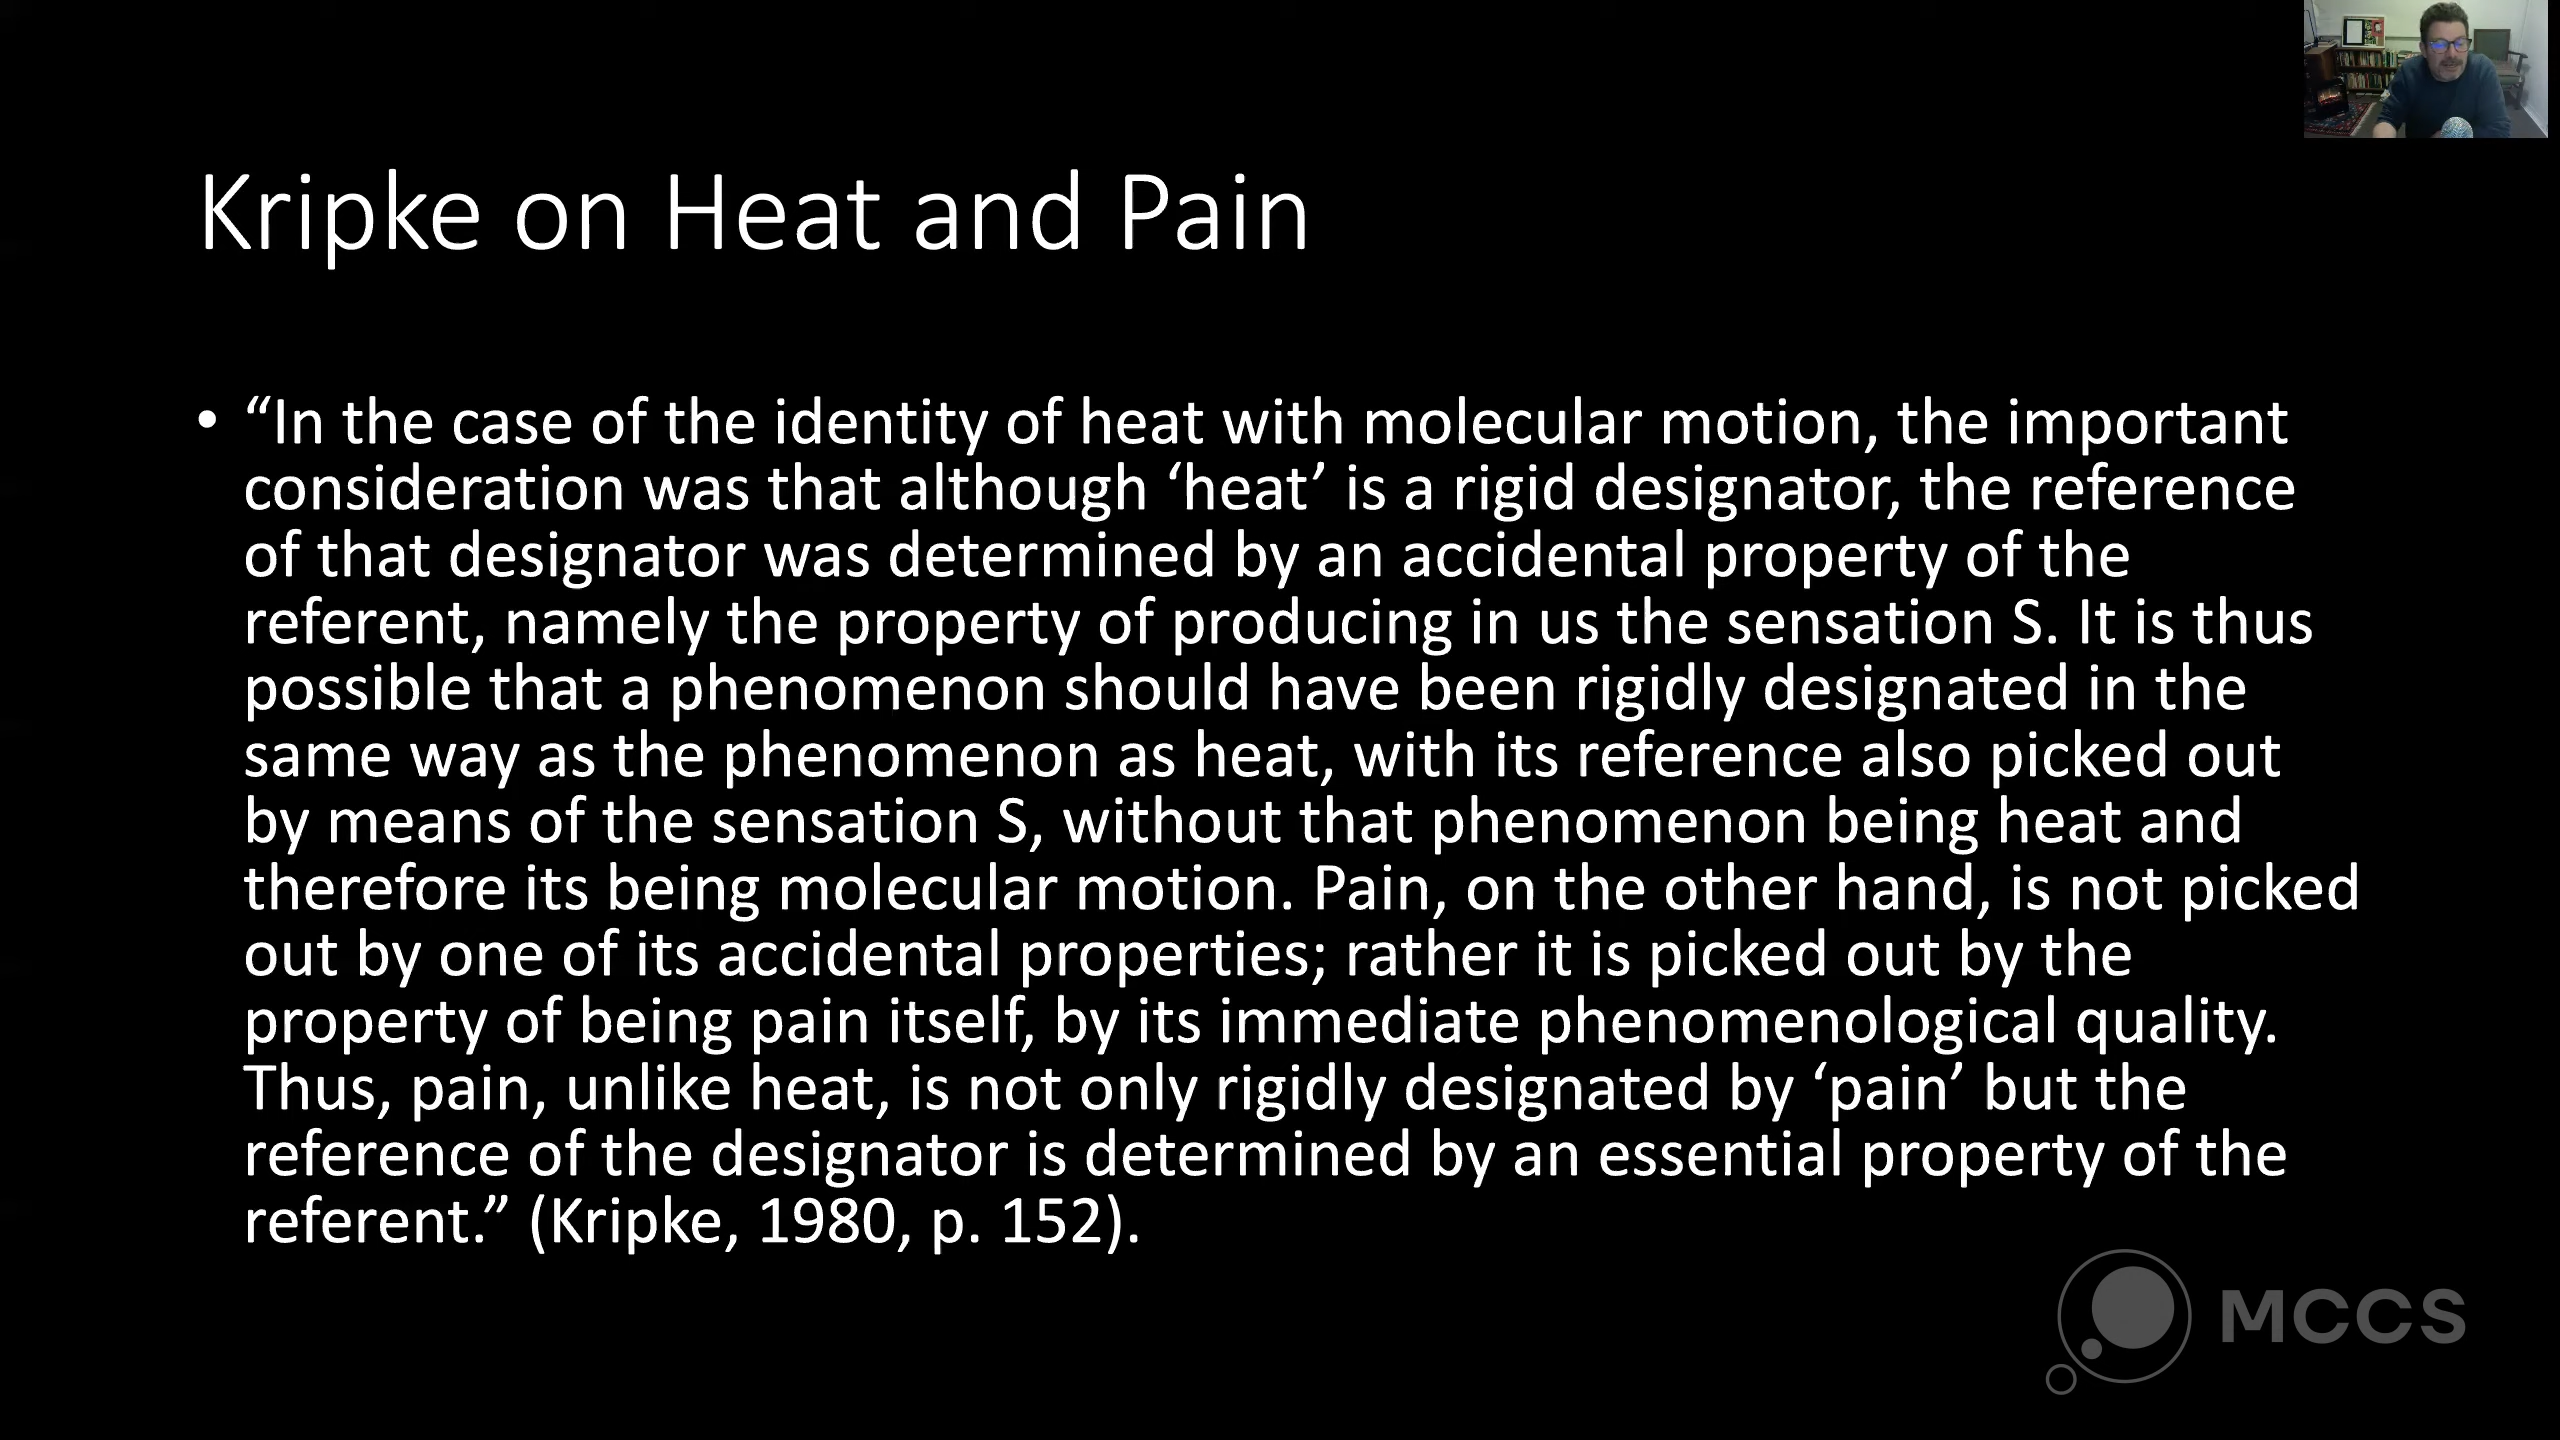 Kripke on Heat and Pain
• “In the case of the identity of heat with molecular motion, the important
consideration was that although ‘heat’ is a rigid designator, the reference
of that designator was determined by an accidental property of the
referent, namely the property of producing in us the sensation S. It is thus
possible that a phenomenon should have been rigidly designated in the
same way as the phenomenon as heat, with its reference also picked out
by means of the sensation S, without that phenomenon being heat and
therefore its being molecular motion. Pain, on the other hand, is not picked
out by one of its accidental properties; rather it is picked out by the
property of being pain itself, by its immediate phenomenological quality.
Thus, pain, unlike heat, is not only rigidly designated by ‘pain’ but the
reference of the designator is determined by an essential property of the
referent.” (Kripke, 1980, p. 152).
MCCS